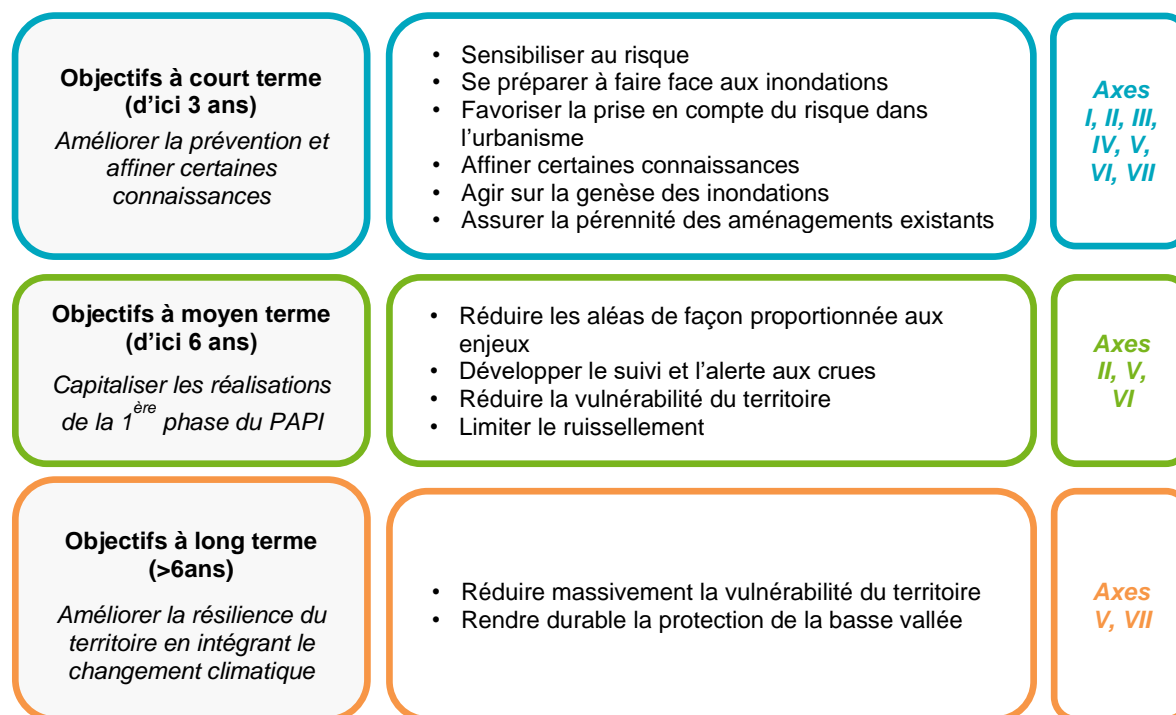 Objectifs à court terme
(d'ici 3 ans)
Améliorer la prévention et
affiner certaines
connaissances
• Sensibiliser au risque
• Se préparer à faire face aux inondations
• Favoriser la prise en compte du risque dans
l'urbanisme
• Affiner certaines connaissances
• Agir sur la genèse des inondations
• Assurer la pérennité des aménagements existants
Axes
I, II, III,
IV, V,
VI, VII
Objectifs à moyen terme
(d'ici 6 ans)
Capitaliser les réalisations
de la 1ère phase du PAPI
• Réduire les aléas de façon proportionnée aux
enjeux
• Développer le suivi et l'alerte aux crues
• Réduire la vulnérabilité du territoire
• Limiter le ruissellement
Axes
II, V,
VI
Objectifs à long terme
(>6ans)
Améliorer la résilience du
territoire en intégrant le
changement climatique
• Réduire massivement la vulnérabilité du territoire
• Rendre durable la protection de la basse vallée
Axes
V, VII